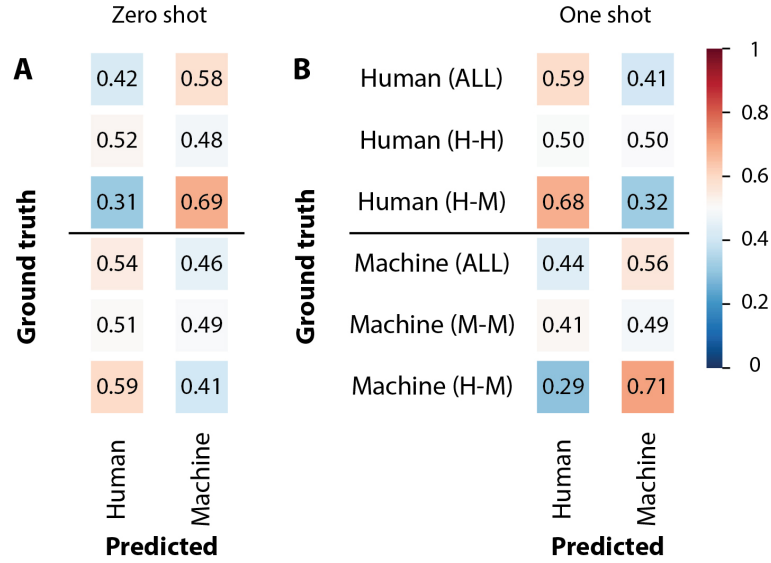 Zero shot
One shot
A
B
Ground truth
0.42 0.58
0.52 0.48
0.31 0.69
0.54 0.46
0.51 0.49
0.59 0.41
Human
Machine
Predicted
Ground truth
Human (ALL) 0.59 0.41
Human (H-H) 0.50 0.50
Human (H-M) 0.68 0.32
Machine (ALL) 0.44 0.56
Machine (M-M) 0.41 0.49
Machine (H-M) 0.29 0.71
Human
Machine
Predicted
1
0.8
0.6
0.4
0.2
0